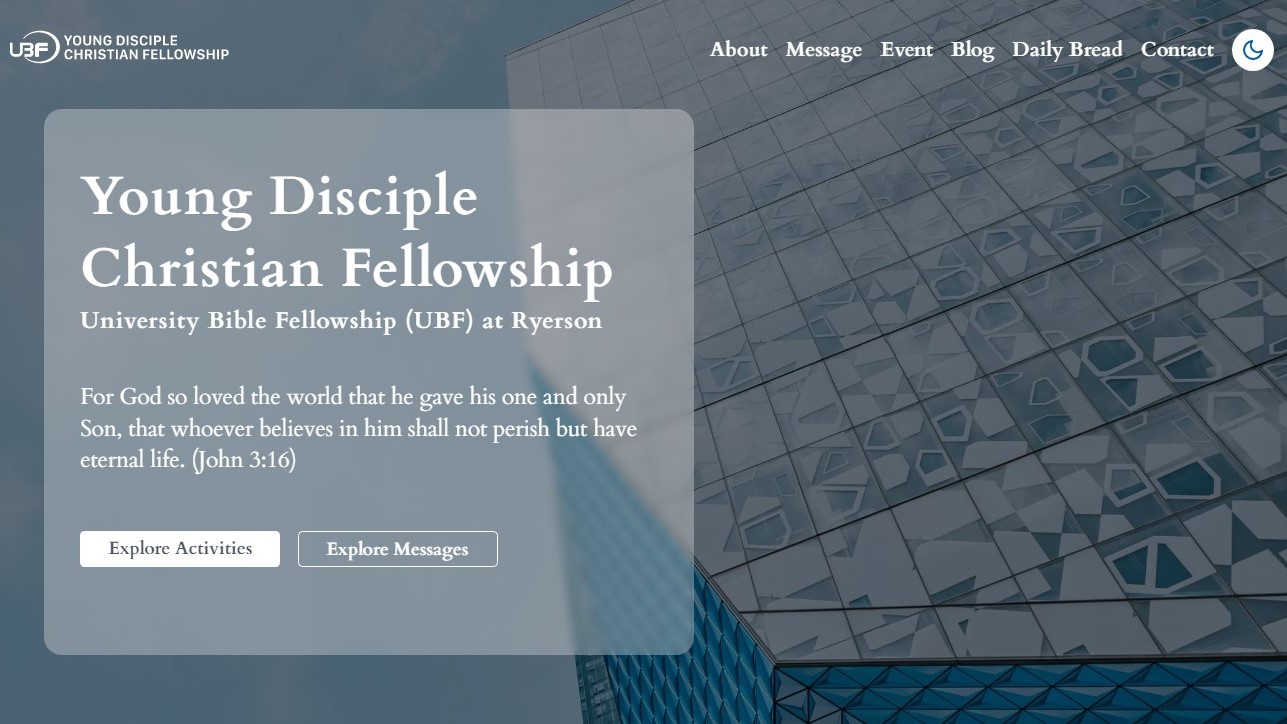 UBF
YOUNG DISCIPLE
CHRISTIAN FELLOWSHIP
About
Message
Event
Blog
Daily Bread
Contact
Young Disciple
Christian Fellowship
University Bible Fellowship (UBF) at Ryerson
For God so loved the world that he gave his one and only
Son, that whoever believes in him shall not perish but have
eternal life. (John 3:16)
Explore Activities
Explore Messages